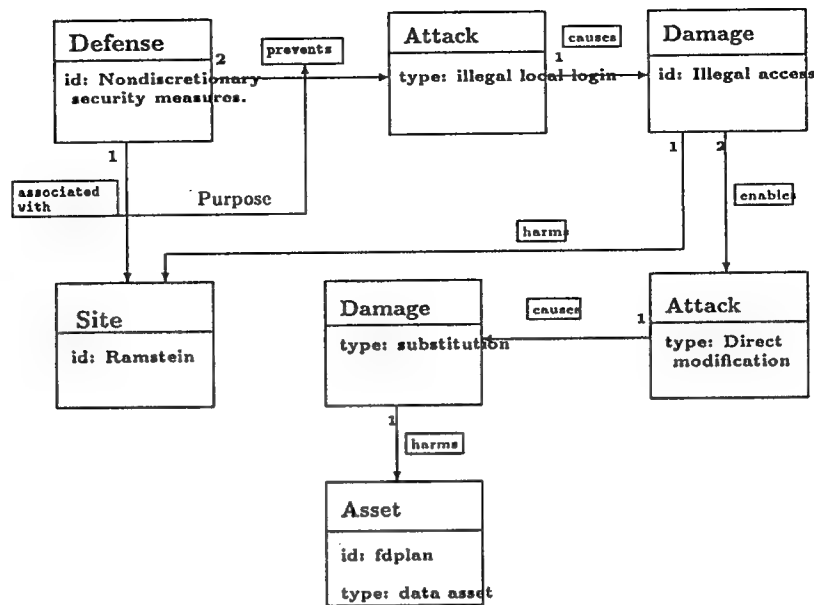 Defense
2
id: Nondiscretionary
security measures.
1
prevents
Attack
type: illegal local login
1
causes
Damage
id: Illegal access
1
2
associated
with
Purpose
enables
harms
Site
id: Ramstein
Damage
type: substitution
1
causes
1
Attack
type: Direct
modification
harms
Asset
id: fdplan
type: data asset